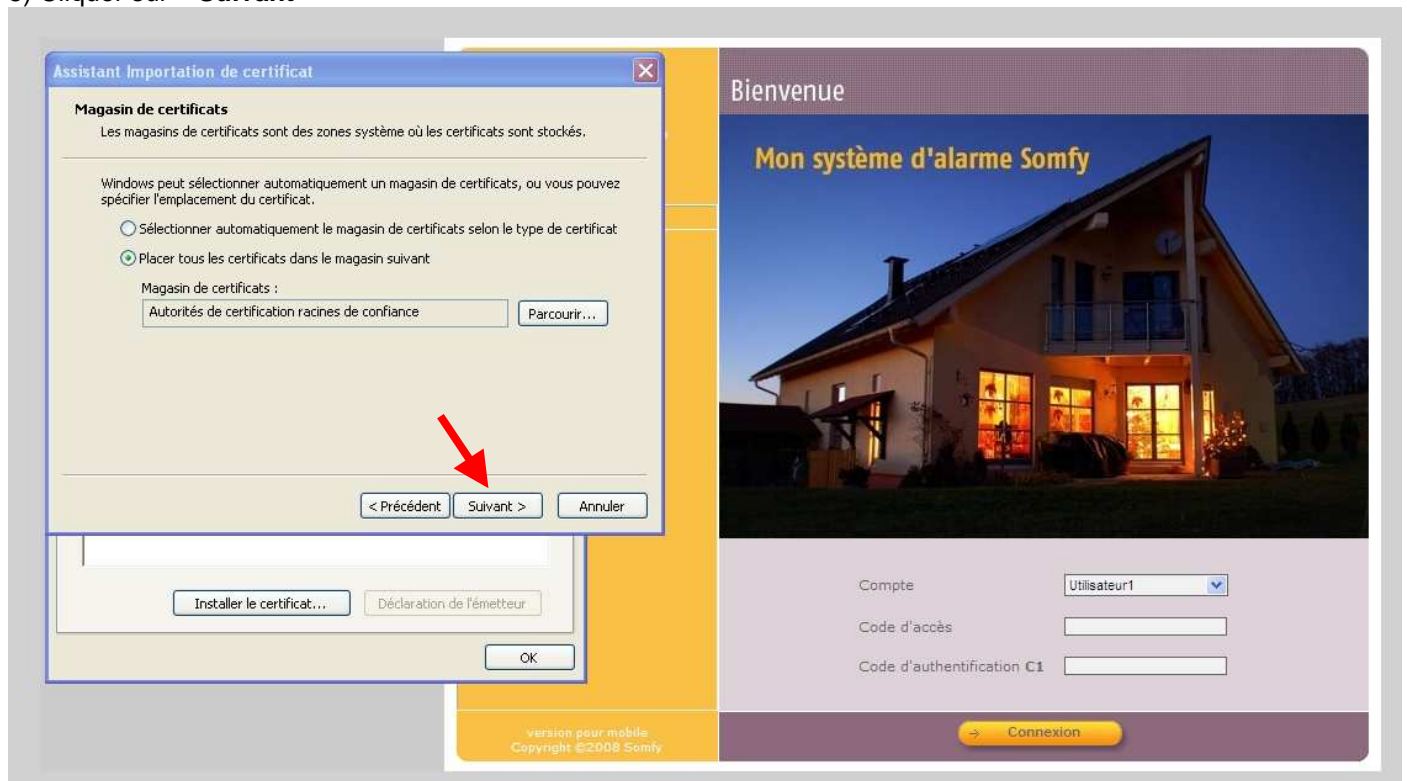 Assistant Importation de certificat
Magasin de certificats
Les magasins de certificats sont des zones système où les certificats sont stockés.
Windows peut sélectionner automatiquement un magasin de certificats, ou vous pouvez
spécifier l'emplacement du certificat.
Sélectionner automatiquement le magasin de certificats selon le type de certificat
Placer tous les certificats dans le magasin suivant
Magasin de certificats :
Autorités de certification racines de confiance
Parcourir...
< Précédent
Suivant >
Annuler
Installer le certificat...
Déclaration de l'émetteur
OK
Bienvenue
Mon système d'alarme Somfy
Compte
Utilisateur1
Code d'accès
Code d'authentification C1
version pour mobile
Copyright ©2008 Somfy
Connexion